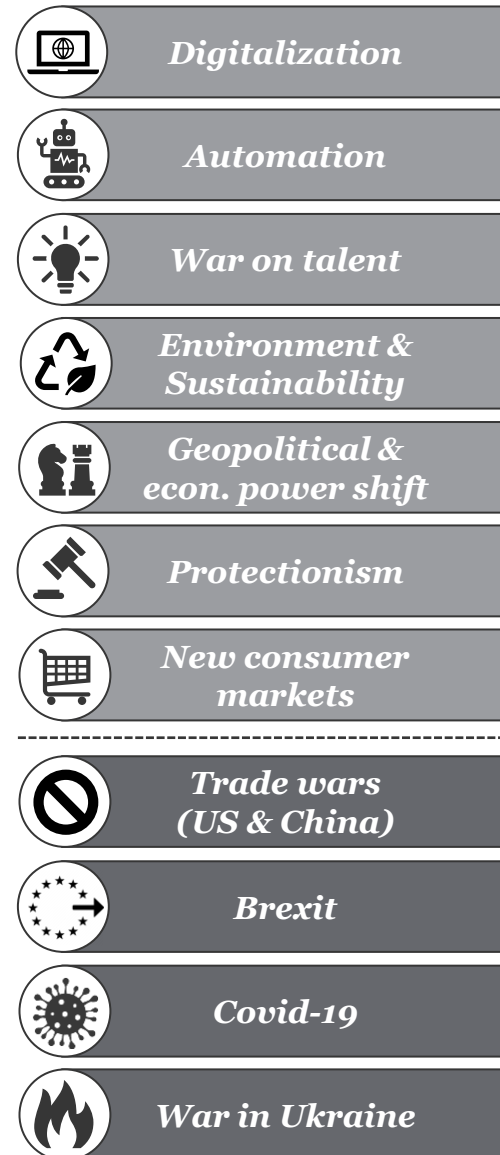 Digitalization
Automation
War on talent
Environment &
Sustainability
Geopolitical &
econ. power shift
Protectionism
New consumer
markets
Trade wars
(US & China)
Brexit
Covid-19
War in Ukraine